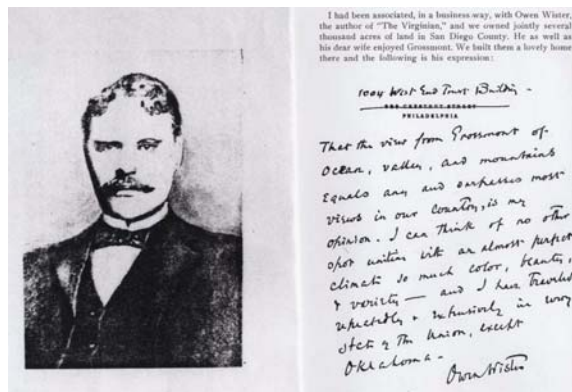 I had been associated, in a business way, with Owen Wister,
the author of "The Virginian," and we owned jointly several
thousand acres of land in San Diego County. He as well as
his dear wife enjoyed Grossmont. We built them a lovely home
there and the following is his expression:
1004 West End Trust Building -
CHESTNUT STREET
PHILADELPHIA
That the view from Grossmont of
Ocean, valley, and mountains
Equals any and surpasses most
views in our country, is my
opinion. I can think of no other
spot uniting with an almost perfect
climate so much color, beauty,
& variety — and I have traveled
repeatedly & extensively in every
state of the Union, except
Oklahoma -
Owen Wister